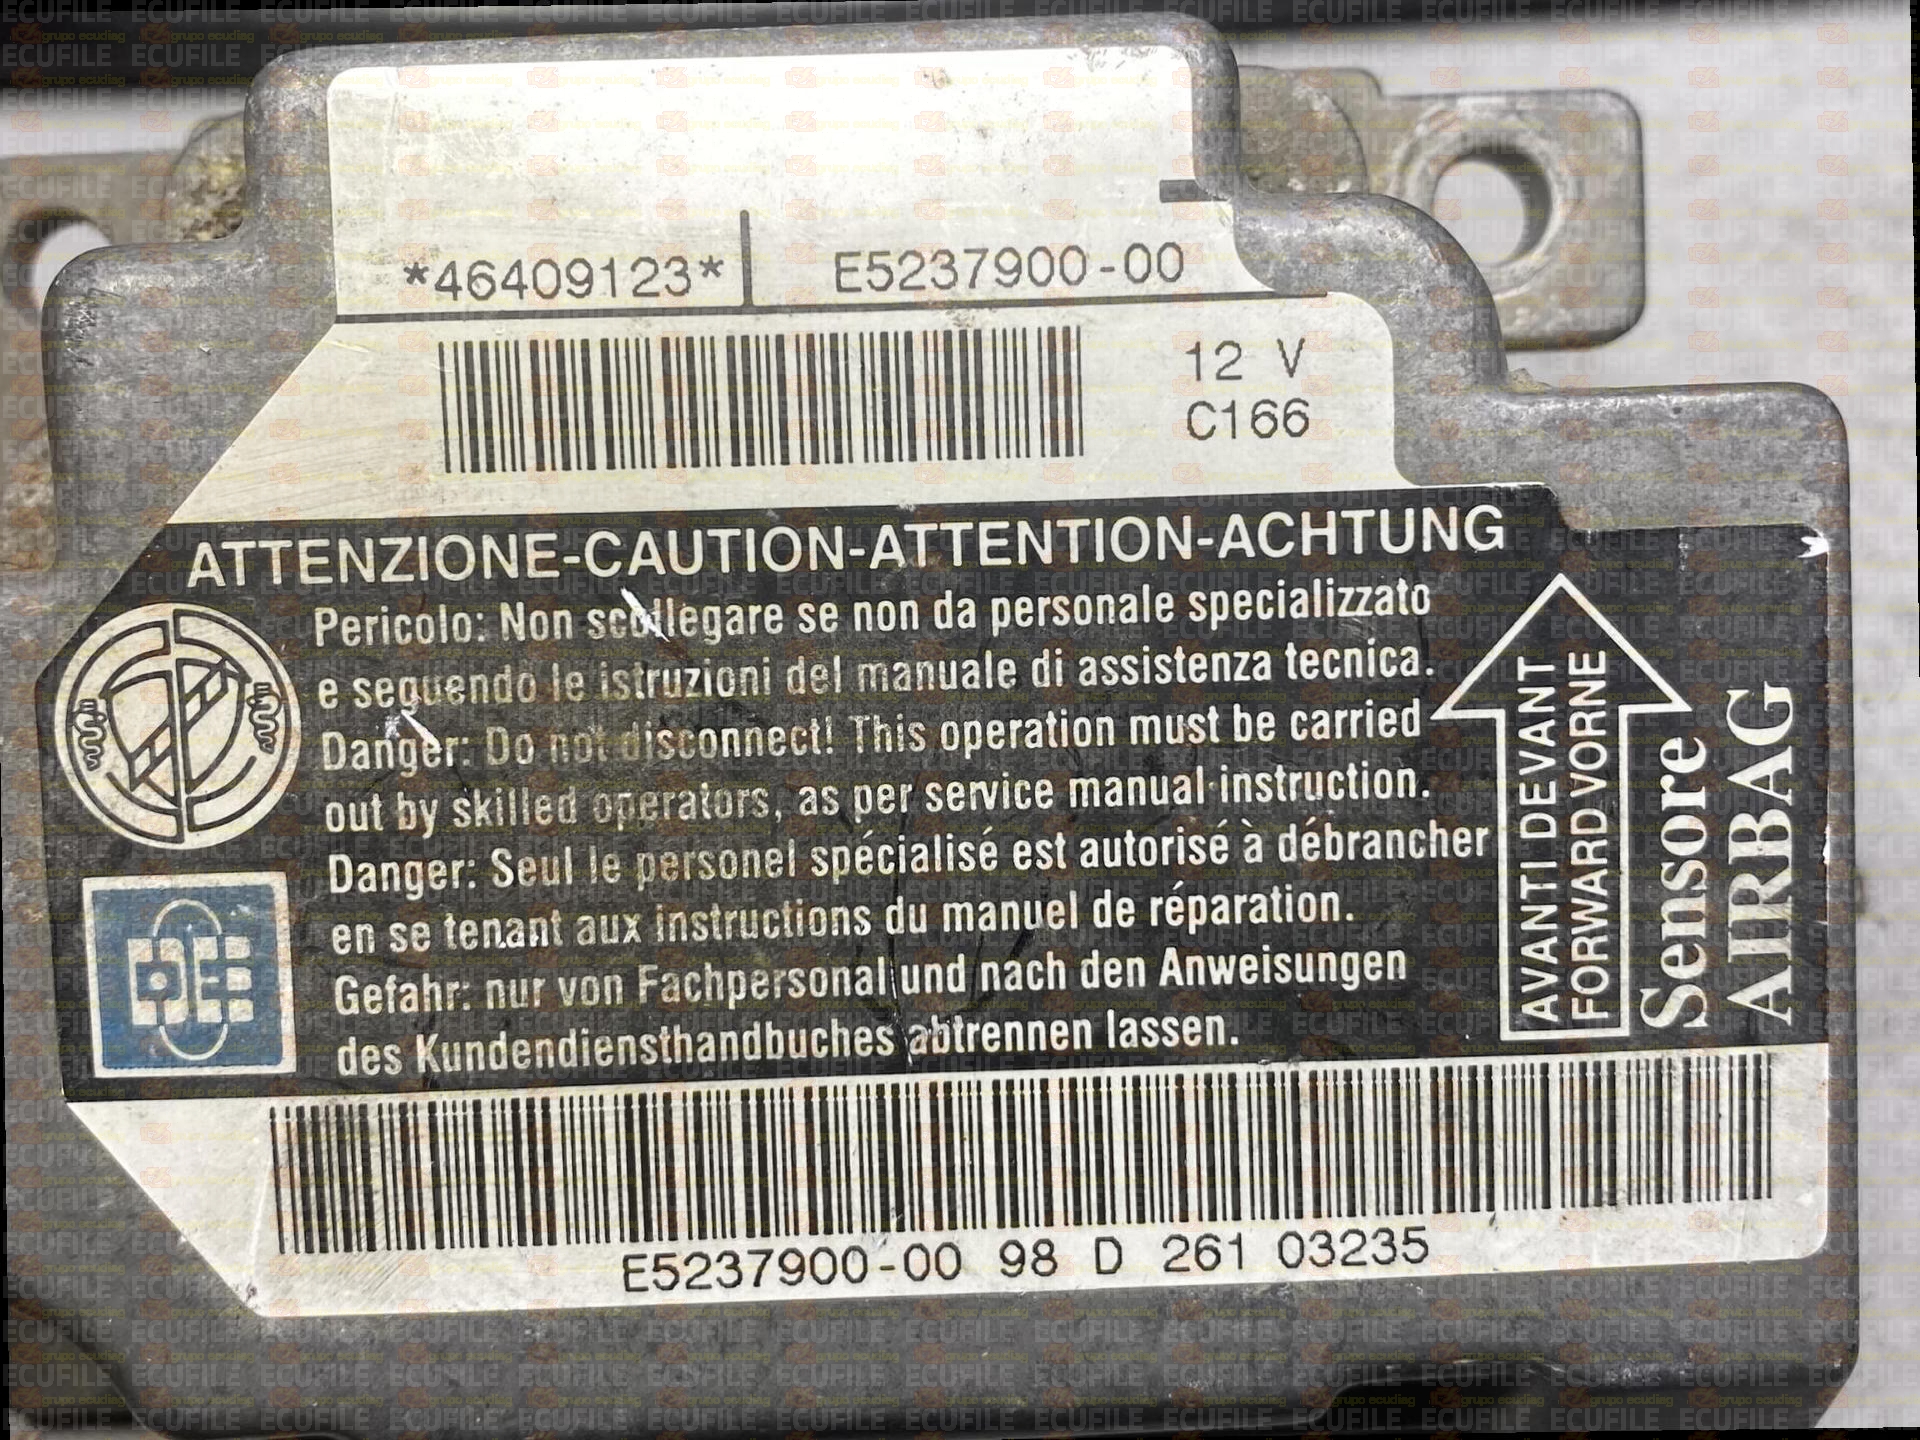 *46409123* E5237900-00
12 V
C166
ATTENZIONE-CAUTION-ATTENTION-ACHTUNG
Pericolo: Non scollegare se non da personale specializzato
e seguendo le istruzioni del manuale di assistenza tecnica.
Danger: Do not disconnect! This operation must be carried
out by skilled operators, as per service manual instruction.
Danger: Seul le personel spécialisé est autorisé à débrancher
en se tenant aux instructions du manuel de réparation.
Gefahr: nur von Fachpersonal und nach den Anweisungen
des Kundendiensthandbuches abtrennen lassen.
AVANTI DEVANT
FORWARD VORNE
Sensore
AIRBAG
E5237900-00 98 D 261 03235
ECUFILE
grupo ecudiag